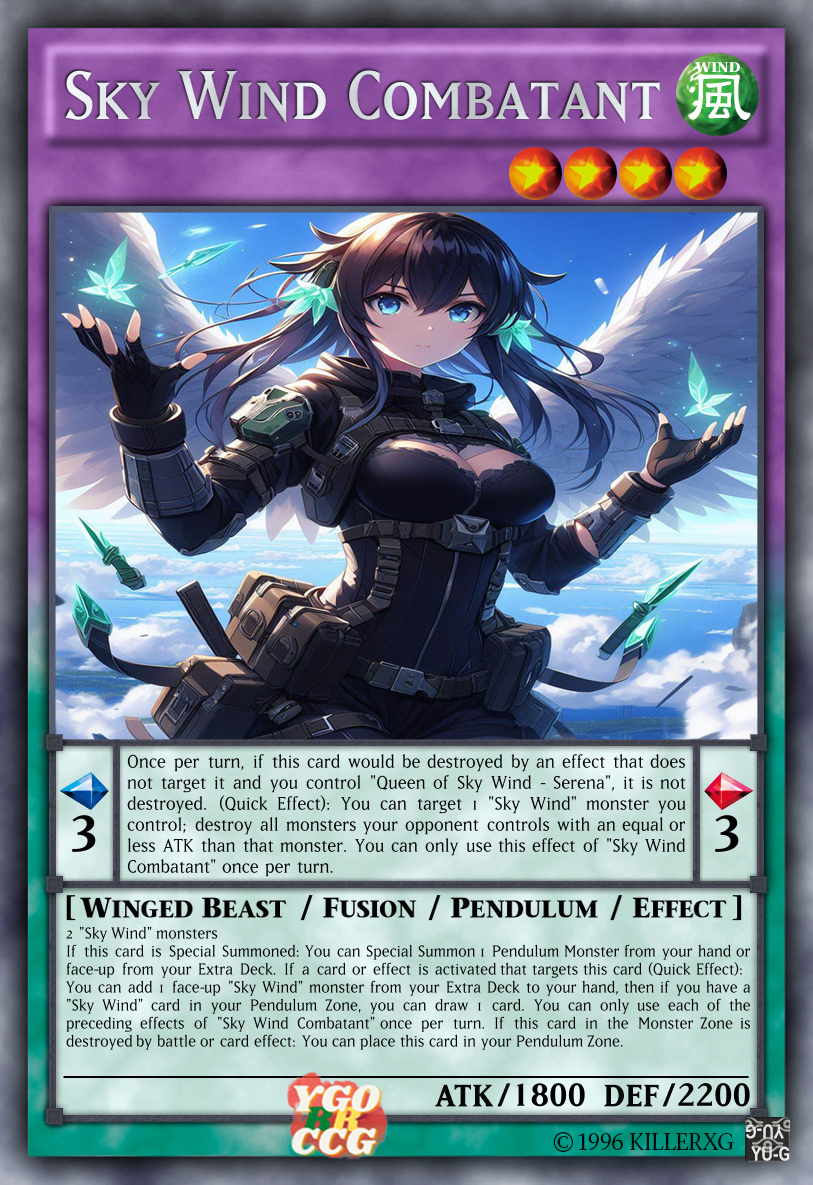 Sky Wind Combatant
WIND
風
Once per turn, if this card would be destroyed by an effect that does
not target it and you control "Queen of Sky Wind - Serena", it is not
destroyed. (Quick Effect): You can target 1 "Sky Wind" monster you
control; destroy all monsters your opponent controls with an equal or
less ATK than that monster. You can only use this effect of "Sky Wind
Combatant" once per turn.
3
3
[ Winged Beast / Fusion / Pendulum / Effect ]
2 "Sky Wind" monsters
If this card is Special Summoned: You can Special Summon 1 Pendulum Monster from your hand or
face-up from your Extra Deck. If a card or effect is activated that targets this card (Quick Effect):
You can add 1 face-up "Sky Wind" monster from your Extra Deck to your hand, then if you have a
"Sky Wind" card in your Pendulum Zone, you can draw 1 card. You can only use each of the
preceding effects of "Sky Wind Combatant" once per turn. If this card in the Monster Zone is
destroyed by battle or card effect: You can place this card in your Pendulum Zone.
ATK/1800 DEF/2200
YGO
CCG
© 1996 KILLERXG
YU-G